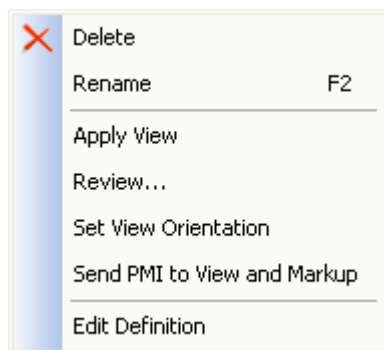 Delete
Rename F2
Apply View
Review...
Set View Orientation
Send PMI to View and Markup
Edit Definition